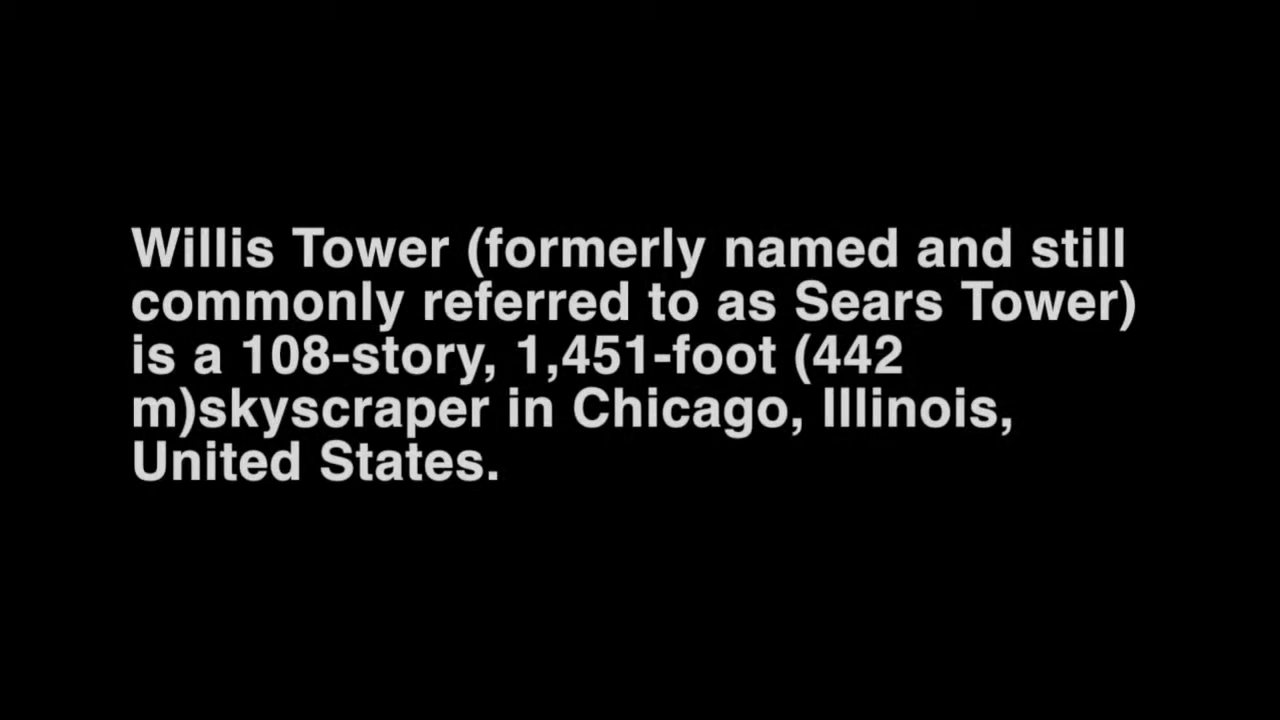 Willis Tower (formerly named and still
commonly referred to as Sears Tower)
is a 108-story, 1,451-foot (442
m)skyscraper in Chicago, Illinois,
United States.